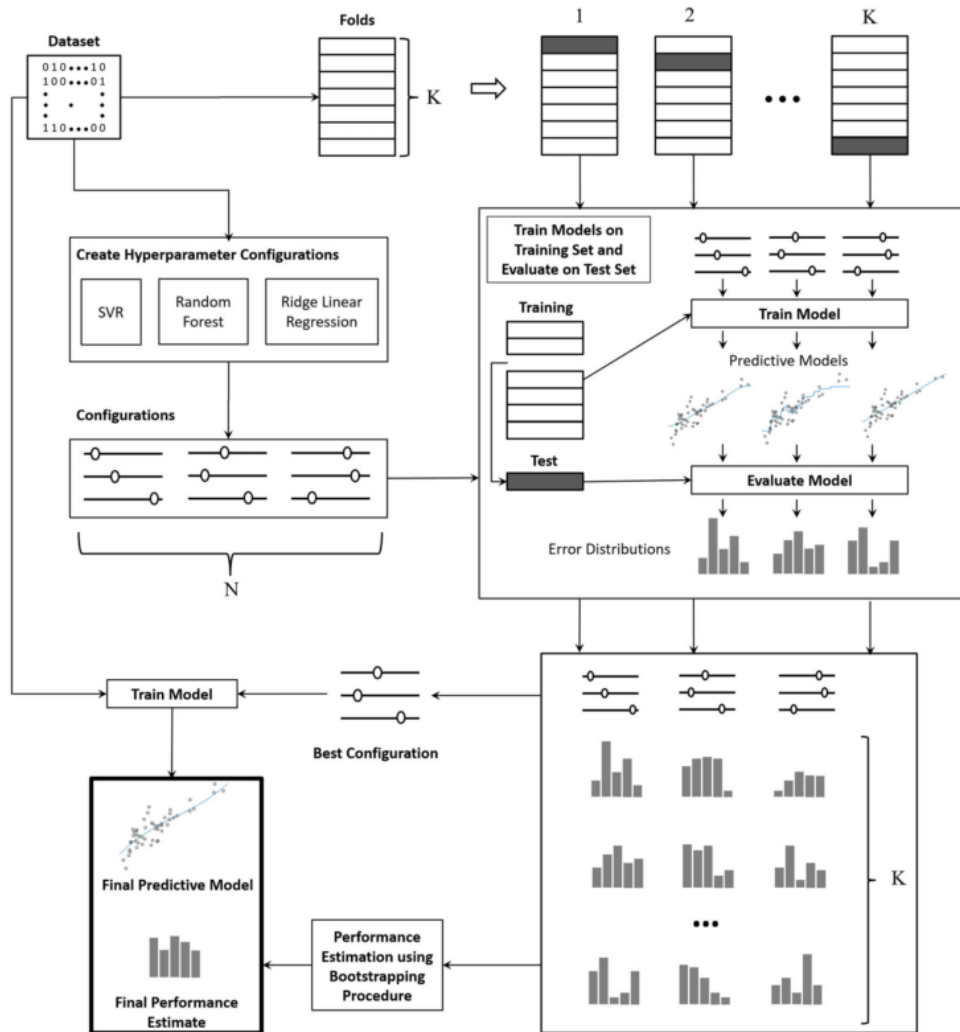 1
2
K
Folds
Dataset
010•••10
100•••01
110•••00
K
•••
Create Hyperparameter Configurations
SVR
Random
Forest
Ridge Linear
Regression
Configurations
N
Train Models on
Training Set and
Evaluate on Test Set
Training
Train Model
Predictive Models
Test
Evaluate Model
Error Distributions
Train Model
Best Configuration
Final Predictive Model
Final Performance
Estimate
Performance
Estimation using
Bootstrapping
Procedure
K
•••